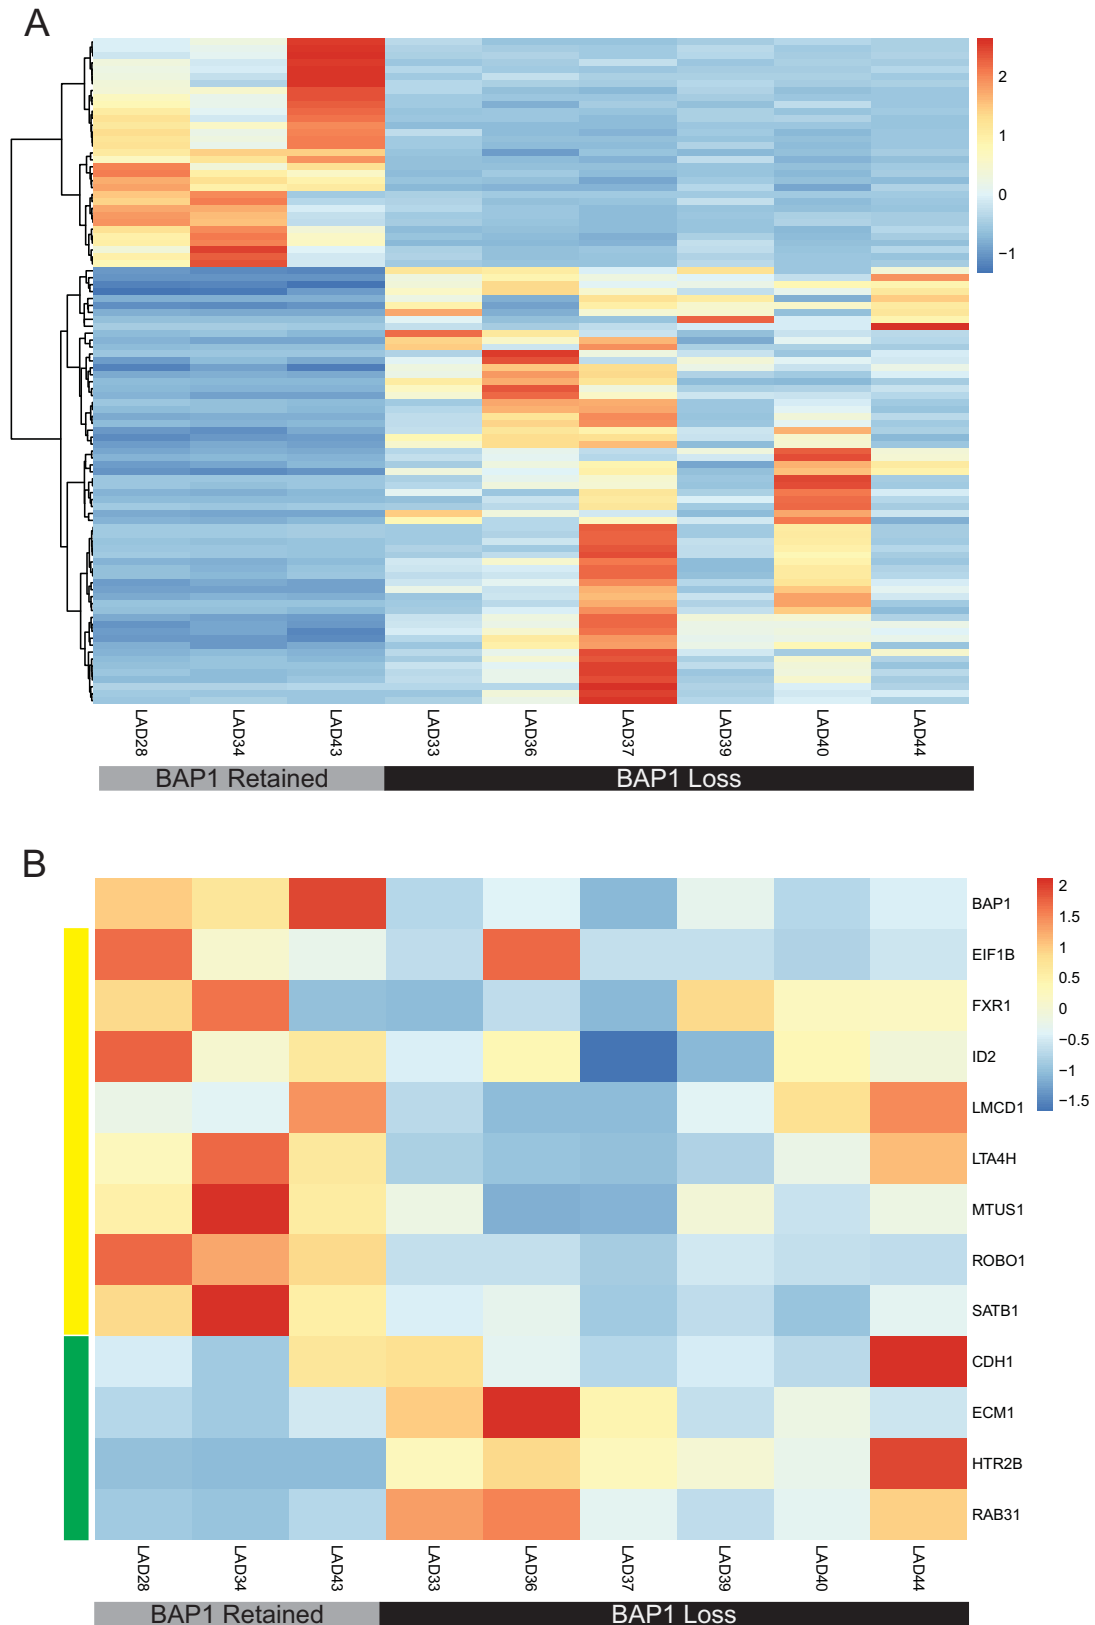 A
2
1
0
−1
LAD28
LAD34
LAD43
LAD33
LAD36
LAD37
LAD39
LAD40
LAD44
BAP1 Retained
BAP1 Loss
B
2
1.5
1
0.5
0
−0.5
−1
−1.5
BAP1
EIF1B
FXR1
ID2
LMCD1
LTA4H
MTUS1
ROBO1
SATB1
CDH1
ECM1
HTR2B
RAB31
LAD28
LAD34
LAD43
LAD33
LAD36
LAD37
LAD39
LAD40
LAD44
BAP1 Retained
BAP1 Loss